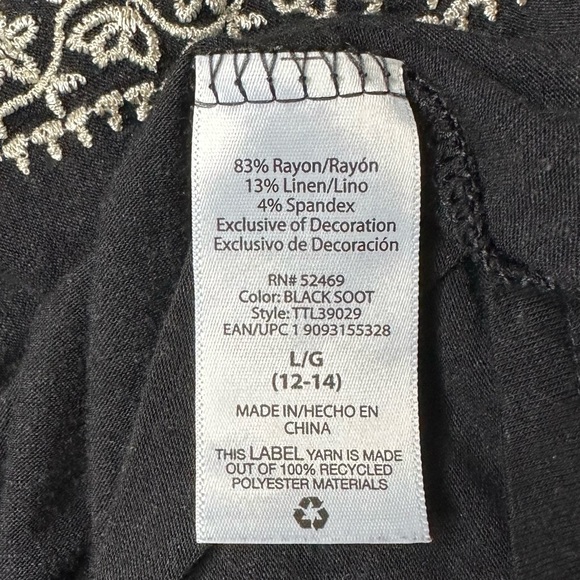 83% Rayon/Rayón
13% Linen/Lino
4% Spandex
Exclusive of Decoration
Exclusivo de Decoración
RN# 52469
Color: BLACK SOOT
Style: TTL39029
EAN/UPC 1 9093155328
L/G
(12-14)
MADE IN/HECHO EN
CHINA
THIS LABEL YARN IS MADE
OUT OF 100% RECYCLED
POLYESTER MATERIALS